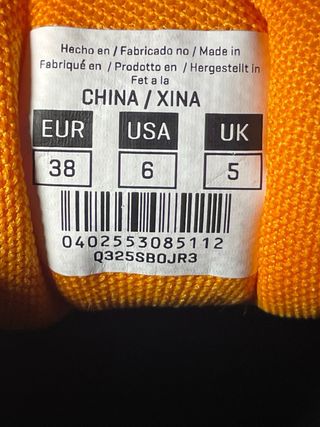 Hecho en / Fabricado no / Made in
Fabriqué en / Prodotto en / Hergestellt in
Fet a la
CHINA / XINA
EUR USA UK
38 6 5
0402553085112
Q325SBOJR3